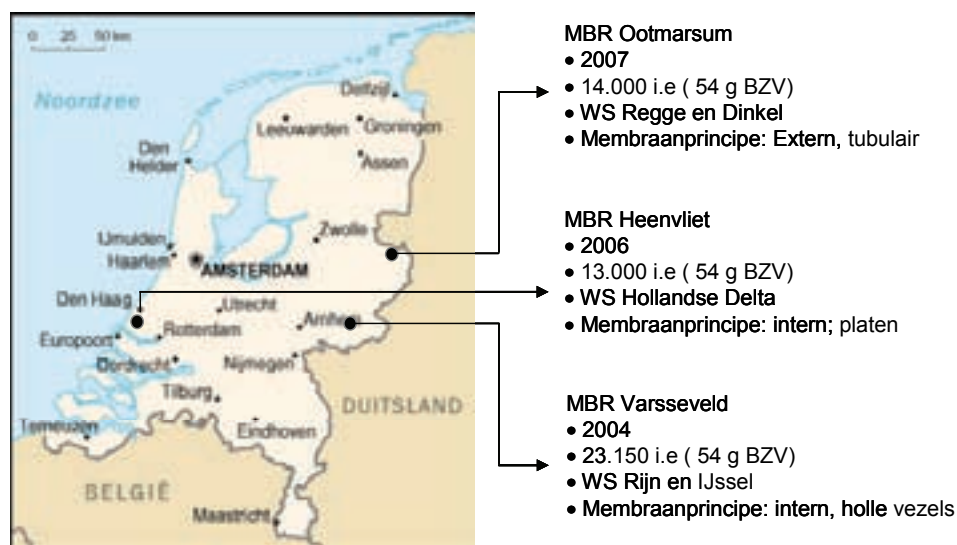 0 25 50 km
Noordzee
Delfzijl
Leeuwarden
Groningen
Den
Helder
Assen
Zwolle
IJmuiden
Haarlem
AMSTERDAM
Den Haag
Utrecht
Arnhem
Europoort
Rotterdam
Dordrecht
Nijmegen
Tilburg
DUITSLAND
Terneuzen
Eindhoven
BELGIË
Maastricht
MBR Ootmarsum
• 2007
• 14.000 i.e ( 54 g BZV)
• WS Regge en Dinkel
• Membraanprincipe: Extern, tubulair
MBR Heenvliet
• 2006
• 13.000 i.e ( 54 g BZV)
• WS Hollandse Delta
• Membraanprincipe: intern; platen
MBR Varsseveld
• 2004
• 23.150 i.e ( 54 g BZV)
• WS Rijn en IJssel
• Membraanprincipe: intern, holle vezels